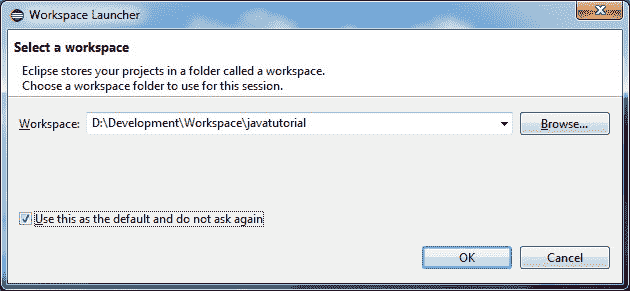 Workspace Launcher
Select a workspace
Eclipse stores your projects in a folder called a workspace.
Choose a workspace folder to use for this session.
Workspace: D:\Development\Workspace\javatutorial Browse...
Use this as the default and do not ask again
OK Cancel